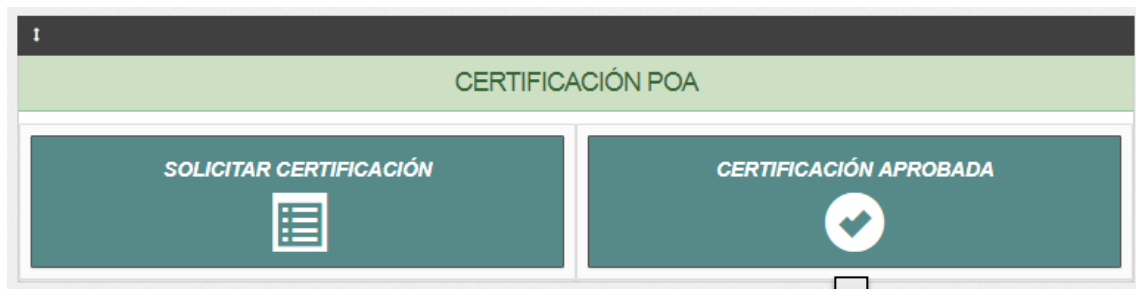 CERTIFICACIÓN POA
SOLICITAR CERTIFICACIÓN
CERTIFICACIÓN APROBADA